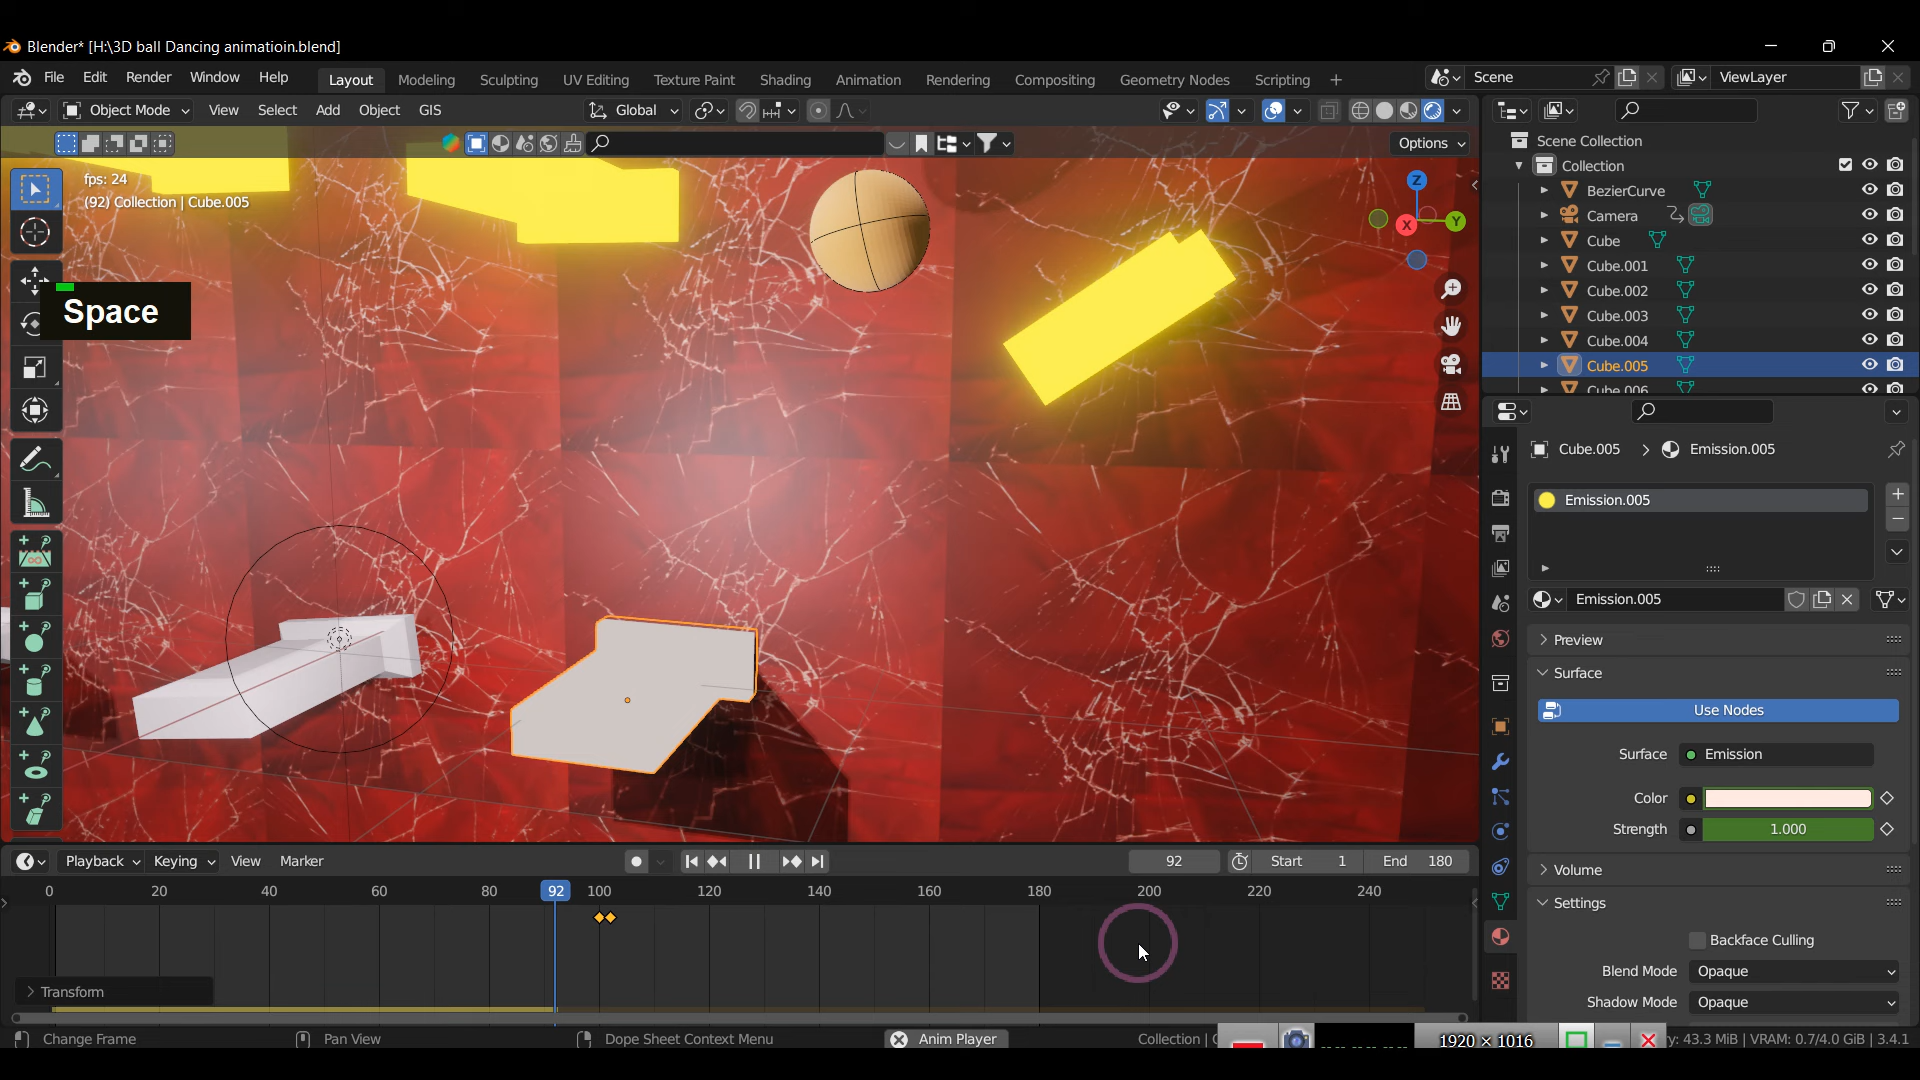 Blender* [H:\3D ball Dancing animatioin.blend]
File Edit Render Window Help Layout Modeling Sculpting UV Editing Texture Paint Shading Animation Rendering Compositing Geometry Nodes Scripting + Scene ViewLayer
Object Mode View Select Add Object GIS Global
Options
fps: 24
(92) Collection | Cube.005
Space
Z
Y
X
Scene Collection
Collection
BezierCurve
Camera
Cube
Cube.001
Cube.002
Cube.003
Cube.004
Cube.005
Cube.006
Cube.005 > Emission.005
Emission.005
Emission.005
Preview
Surface
Use Nodes
Surface Emission
Color
Strength 1.000
Volume
Settings
Backface Culling
Blend Mode Opaque
Shadow Mode Opaque
Playback Keying View Marker 92 Start 1 End 180
0 20 40 60 80 92 100 120 140 160 180 200 220 240
> Transform
Change Frame Pan View Dope Sheet Context Menu Anim Player Collection | 1920 × 1016 y: 43.3 MiB | VRAM: 0.7/4.0 GiB | 3.4.1